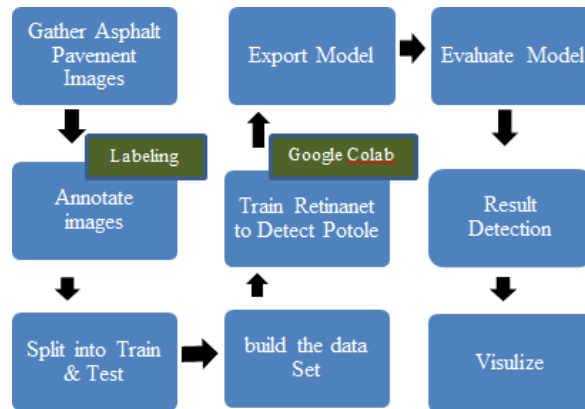 Gather Asphalt
Pavement
Images
Labeling
Annotate
images
Split into Train
& Test
build the data
Set
Google Colab
Train Retinanet
to Detect Potole
Export Model
Evaluate Model
Result
Detection
Visulize